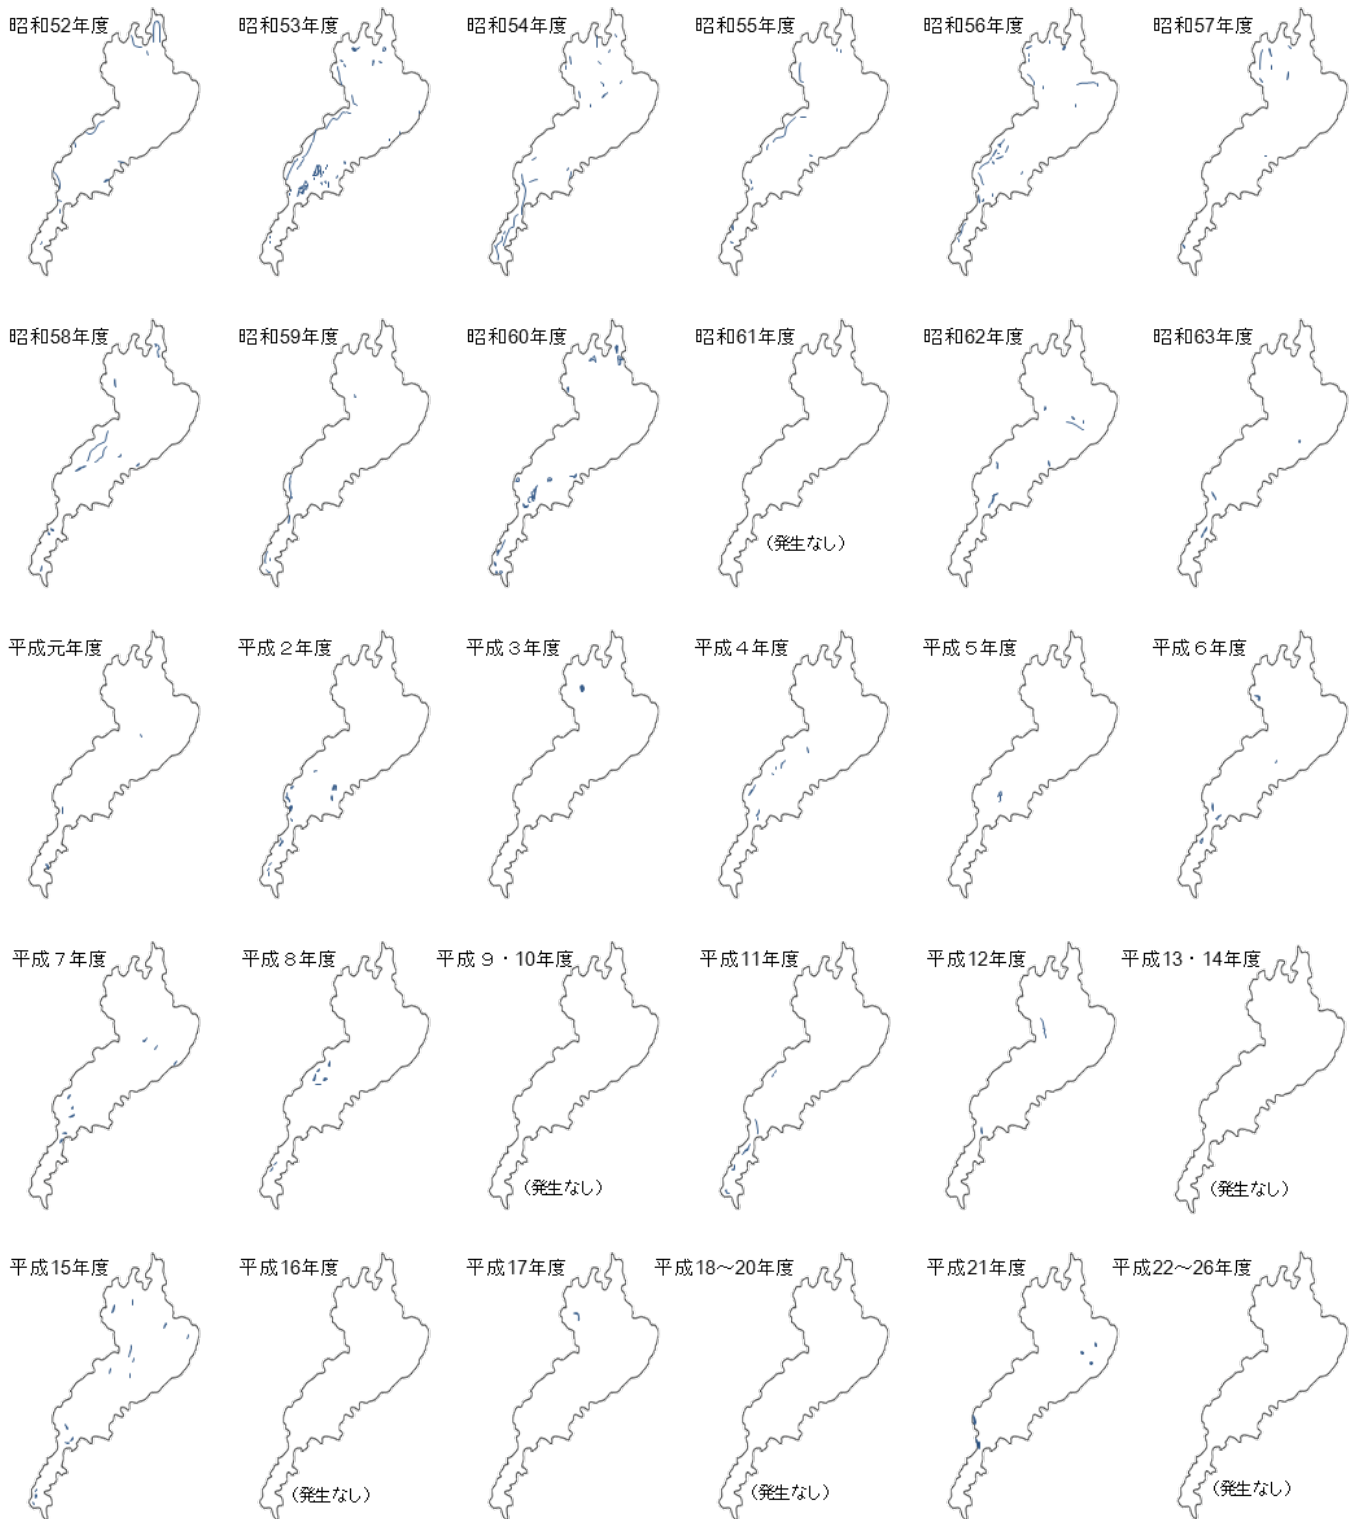 昭和52年度
昭和53年度
昭和54年度
昭和55年度
昭和56年度
昭和57年度
昭和58年度
昭和59年度
昭和60年度
昭和61年度
(発生なし)
昭和62年度
昭和63年度
平成元年度
平成２年度
平成３年度
平成４年度
平成５年度
平成６年度
平成７年度
平成８年度
平成９・10年度
(発生なし)
平成11年度
平成12年度
平成13・14年度
(発生なし)
平成15年度
平成16年度
(発生なし)
平成17年度
平成18～20年度
(発生なし)
平成21年度
平成22～26年度
(発生なし)